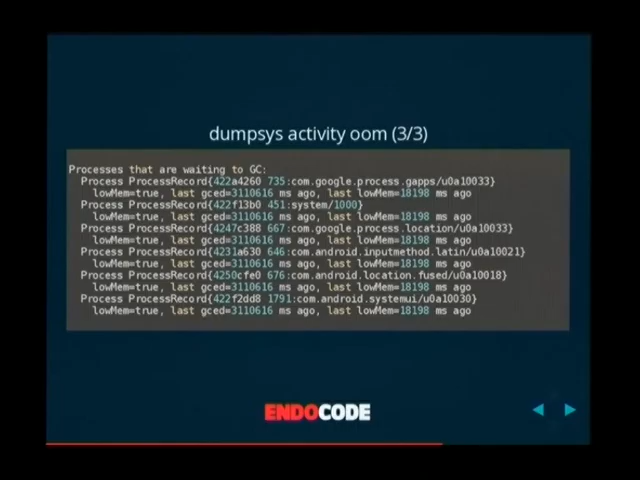 dumpsys activity oom (3/3)
Processes that are waiting to GC:
Process ProcessRecord{422a4260 735:com.google.process.gapps/u0a10033}
lowMem=true, last gced=3110616 ms ago, last lowMem=18198 ms ago
Process ProcessRecord{422f13b0 451:system/1000}
lowMem=true, last gced=3110616 ms ago, last lowMem=18198 ms ago
Process ProcessRecord{4247c388 667:com.google.process.location/u0a10033}
lowMem=true, last gced=3110616 ms ago, last lowMem=18198 ms ago
Process ProcessRecord{4231a630 646:com.android.inputmethod.latin/u0a10021}
lowMem=true, last gced=3110616 ms ago, last lowMem=18198 ms ago
Process ProcessRecord{4250cfe0 676:com.android.location.fused/u0a10018}
lowMem=true, last gced=3110616 ms ago, last lowMem=18198 ms ago
Process ProcessRecord{422f2dd8 1791:com.android.systemui/u0a10030}
lowMem=true, last gced=3110616 ms ago, last lowMem=18198 ms ago
ENDOCODE